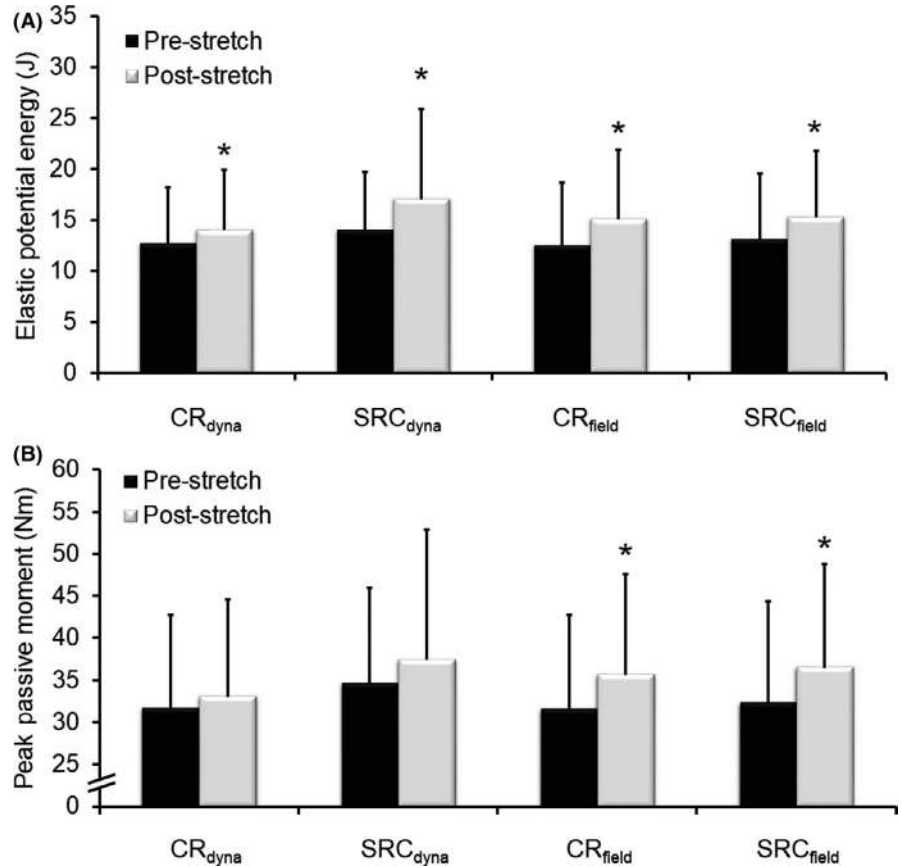 (A)
Elastic potential energy (J)
35
30
25
20
15
10
5
0
Pre-stretch
Post-stretch
*
*
*
*
CRdyna
SRCdyna
CRfield
SRCfield
(B)
Peak passive moment (Nm)
60
55
50
45
40
35
30
25
0
Pre-stretch
Post-stretch
*
*
CRdyna
SRCdyna
CRfield
SRCfield